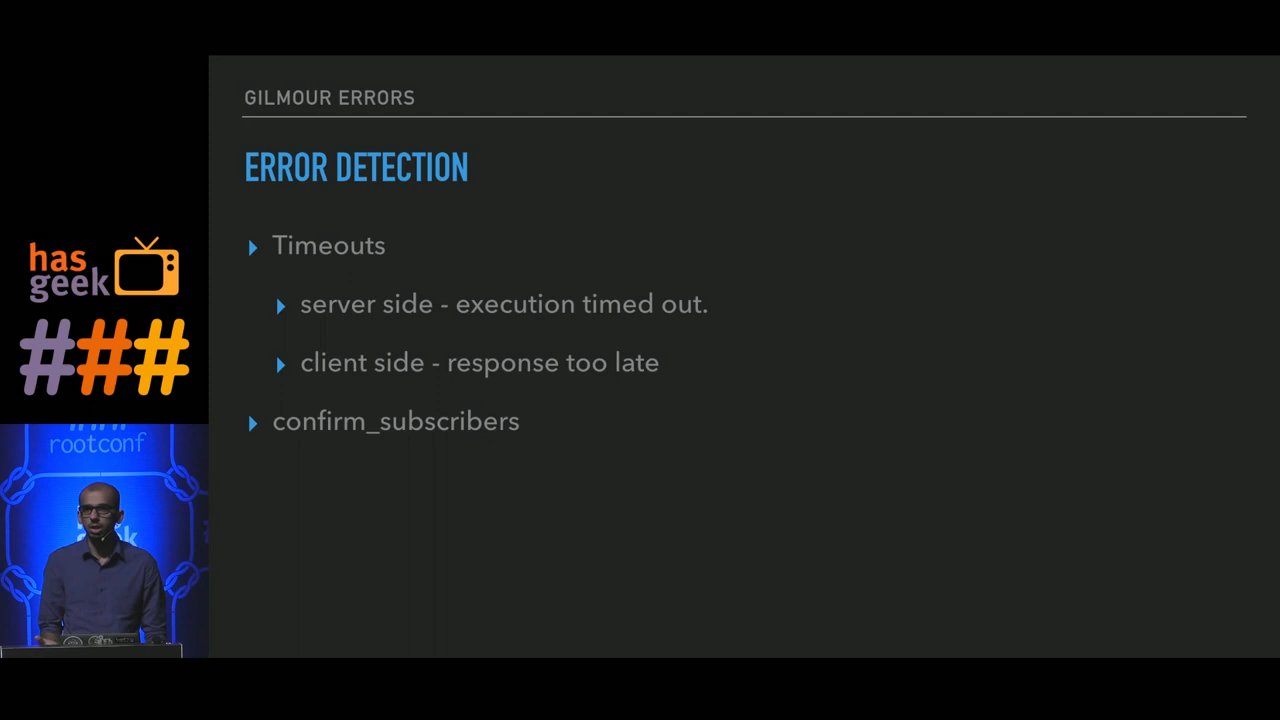 GILMOUR ERRORS
ERROR DETECTION
Timeouts
server side - execution timed out.
client side - response too late
confirm_subscribers
has
geek
###
rootconf